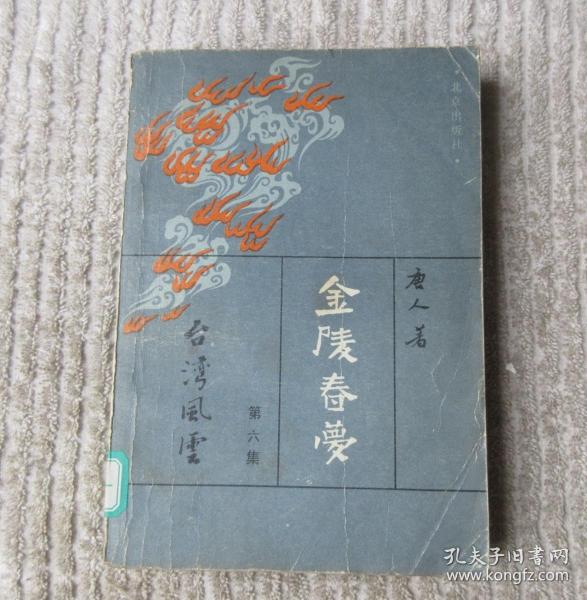 ·北京出版社·
唐人著
金陵春夢
第六集
台灣風雲
孔夫子旧书网
www.kongfz.com